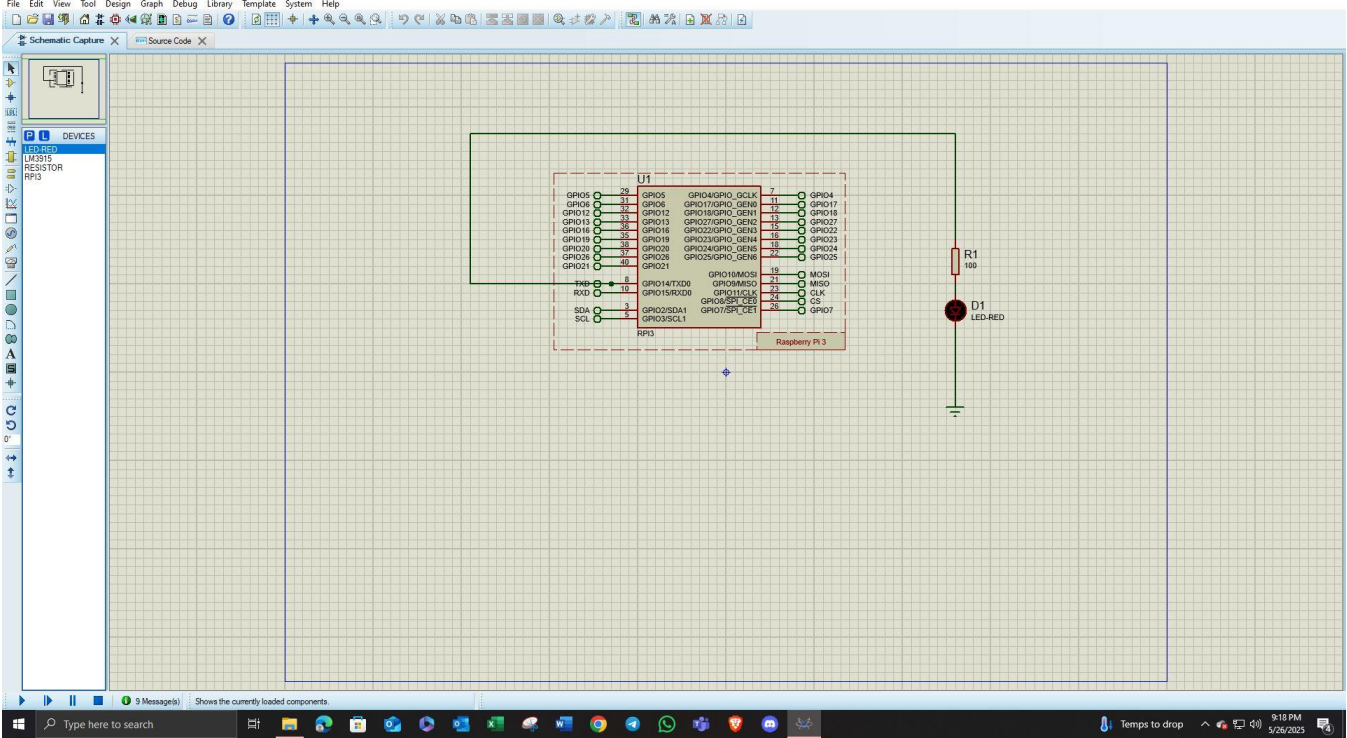 File Edit View Tool Design Graph Debug Library Template System Help
Schematic Capture
Source Code
P L DEVICES
LED-RED
LM3915
RESISTOR
RPI3
U1
GPIO5 29 GPIO5 GPIO4/GPIO_GCLK 7 GPIO4
GPIO6 31 GPIO6 GPIO17/GPIO_GEN0 11 GPIO17
GPIO12 32 GPIO12 GPIO18/GPIO_GEN1 12 GPIO18
GPIO13 33 GPIO13 GPIO27/GPIO_GEN2 13 GPIO27
GPIO16 36 GPIO16 GPIO22/GPIO_GEN3 15 GPIO22
GPIO19 35 GPIO19 GPIO23/GPIO_GEN4 16 GPIO23
GPIO20 38 GPIO20 GPIO24/GPIO_GEN5 18 GPIO24
GPIO26 37 GPIO26 GPIO25/GPIO_GEN6 22 GPIO25
GPIO21 40 GPIO21
GPIO10/MOSI 19 MOSI
TXD 8 GPIO14/TXD0 GPIO9/MISO 21 MISO
RXD 10 GPIO15/RXD0 GPIO11/CLK 23 CLK
GPIO8/SPI_CE0 24 CS
SDA 3 GPIO2/SDA1 GPIO7/SPI_CE1 26 GPIO7
SCL 5 GPIO3/SCL1
RPI3
Raspberry Pi 3
R1
100
D1
LED-RED
A
S
0°
9 Message(s) Shows the currently loaded components.
Type here to search
Temps to drop
9:18 PM
5/26/2025
4